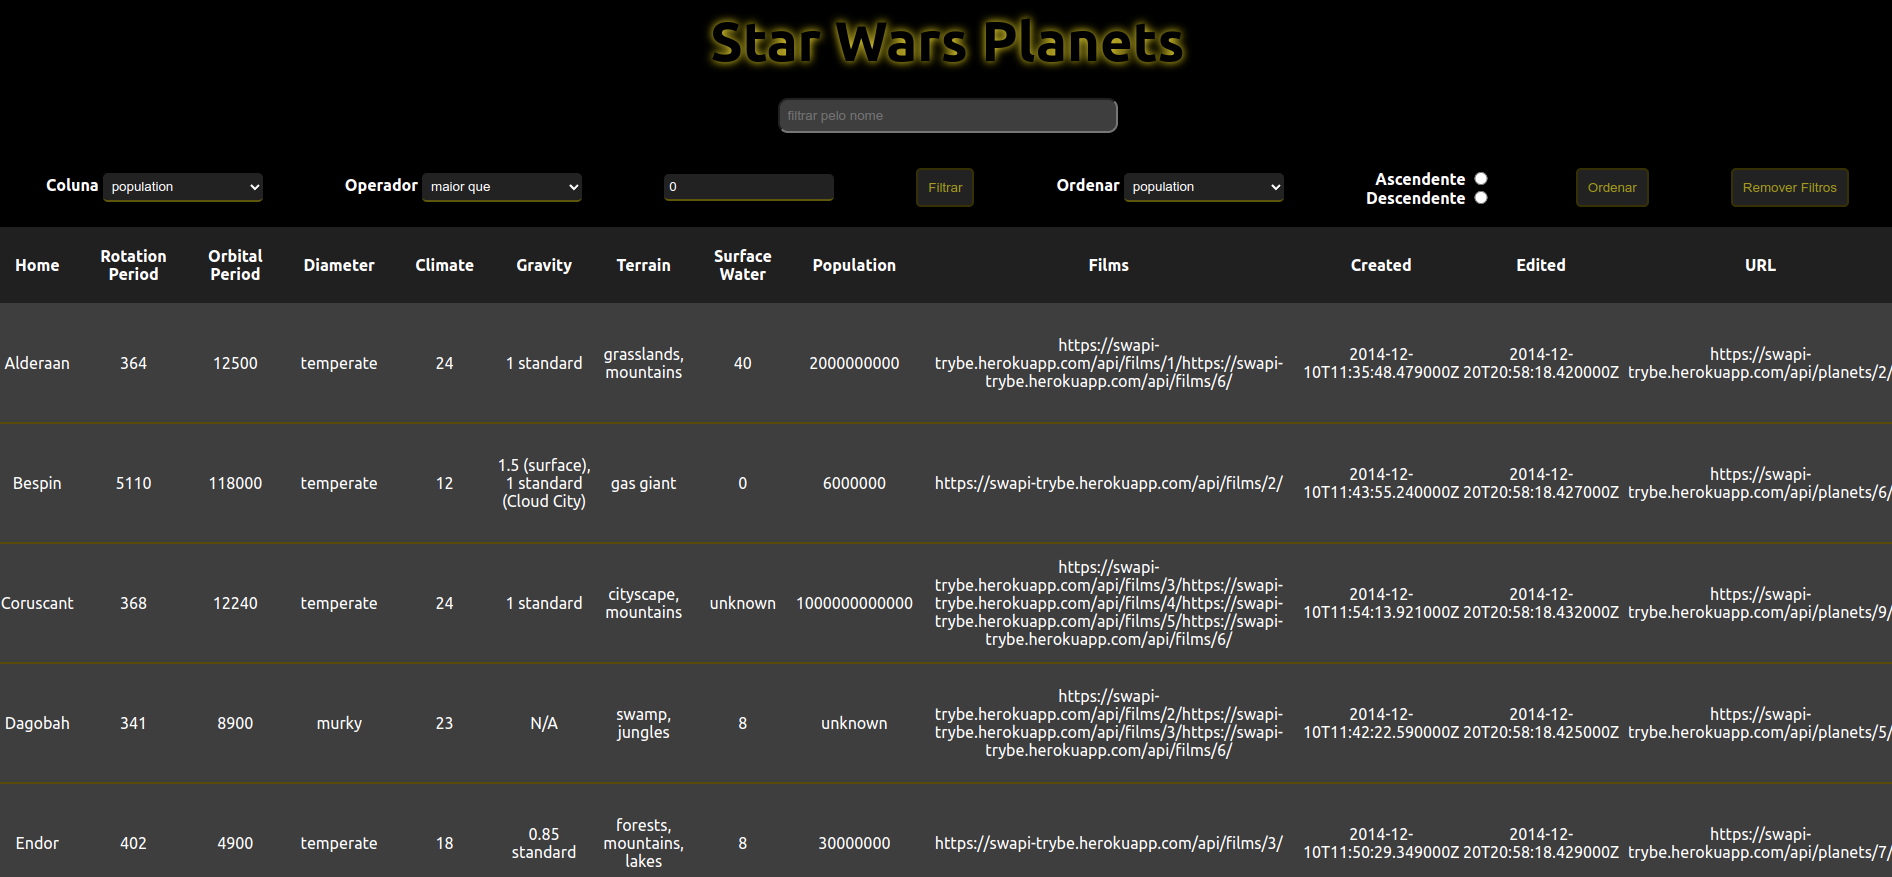 Star Wars Planets
filtrar pelo nome
Coluna population Operador maior que 0 Filtrar Ordenar population Ascendente Descendente Ordenar Remover Filtros
Home Rotation Period Orbital Period Diameter Climate Gravity Terrain Surface Water Population Films Created Edited URL
Alderaan 364 12500 temperate 24 1 standard grasslands, mountains 40 2000000000 https://swapi-trybe.herokuapp.com/api/films/1/https://swapi-trybe.herokuapp.com/api/films/6/ 2014-12-10T11:35:48.479000Z 2014-12-20T20:58:18.420000Z https://swapi-trybe.herokuapp.com/api/planets/2/
Bespin 5110 118000 temperate 12 1.5 (surface), 1 standard (Cloud City) gas giant 0 6000000 https://swapi-trybe.herokuapp.com/api/films/2/ 2014-12-10T11:43:55.240000Z 2014-12-20T20:58:18.427000Z https://swapi-trybe.herokuapp.com/api/planets/6/
Coruscant 368 12240 temperate 24 1 standard cityscape, mountains unknown 1000000000000 https://swapi-trybe.herokuapp.com/api/films/3/https://swapi-trybe.herokuapp.com/api/films/4/https://swapi-trybe.herokuapp.com/api/films/5/https://swapi-trybe.herokuapp.com/api/films/6/ 2014-12-10T11:54:13.921000Z 2014-12-20T20:58:18.432000Z https://swapi-trybe.herokuapp.com/api/planets/9/
Dagobah 341 8900 murky 23 N/A swamp, jungles 8 unknown https://swapi-trybe.herokuapp.com/api/films/2/https://swapi-trybe.herokuapp.com/api/films/3/https://swapi-trybe.herokuapp.com/api/films/6/ 2014-12-10T11:42:22.590000Z 2014-12-20T20:58:18.425000Z https://swapi-trybe.herokuapp.com/api/planets/5/
Endor 402 4900 temperate 18 0.85 standard forests, mountains, lakes 8 30000000 https://swapi-trybe.herokuapp.com/api/films/3/ 2014-12-10T11:50:29.349000Z 2014-12-20T20:58:18.429000Z https://swapi-trybe.herokuapp.com/api/planets/7/